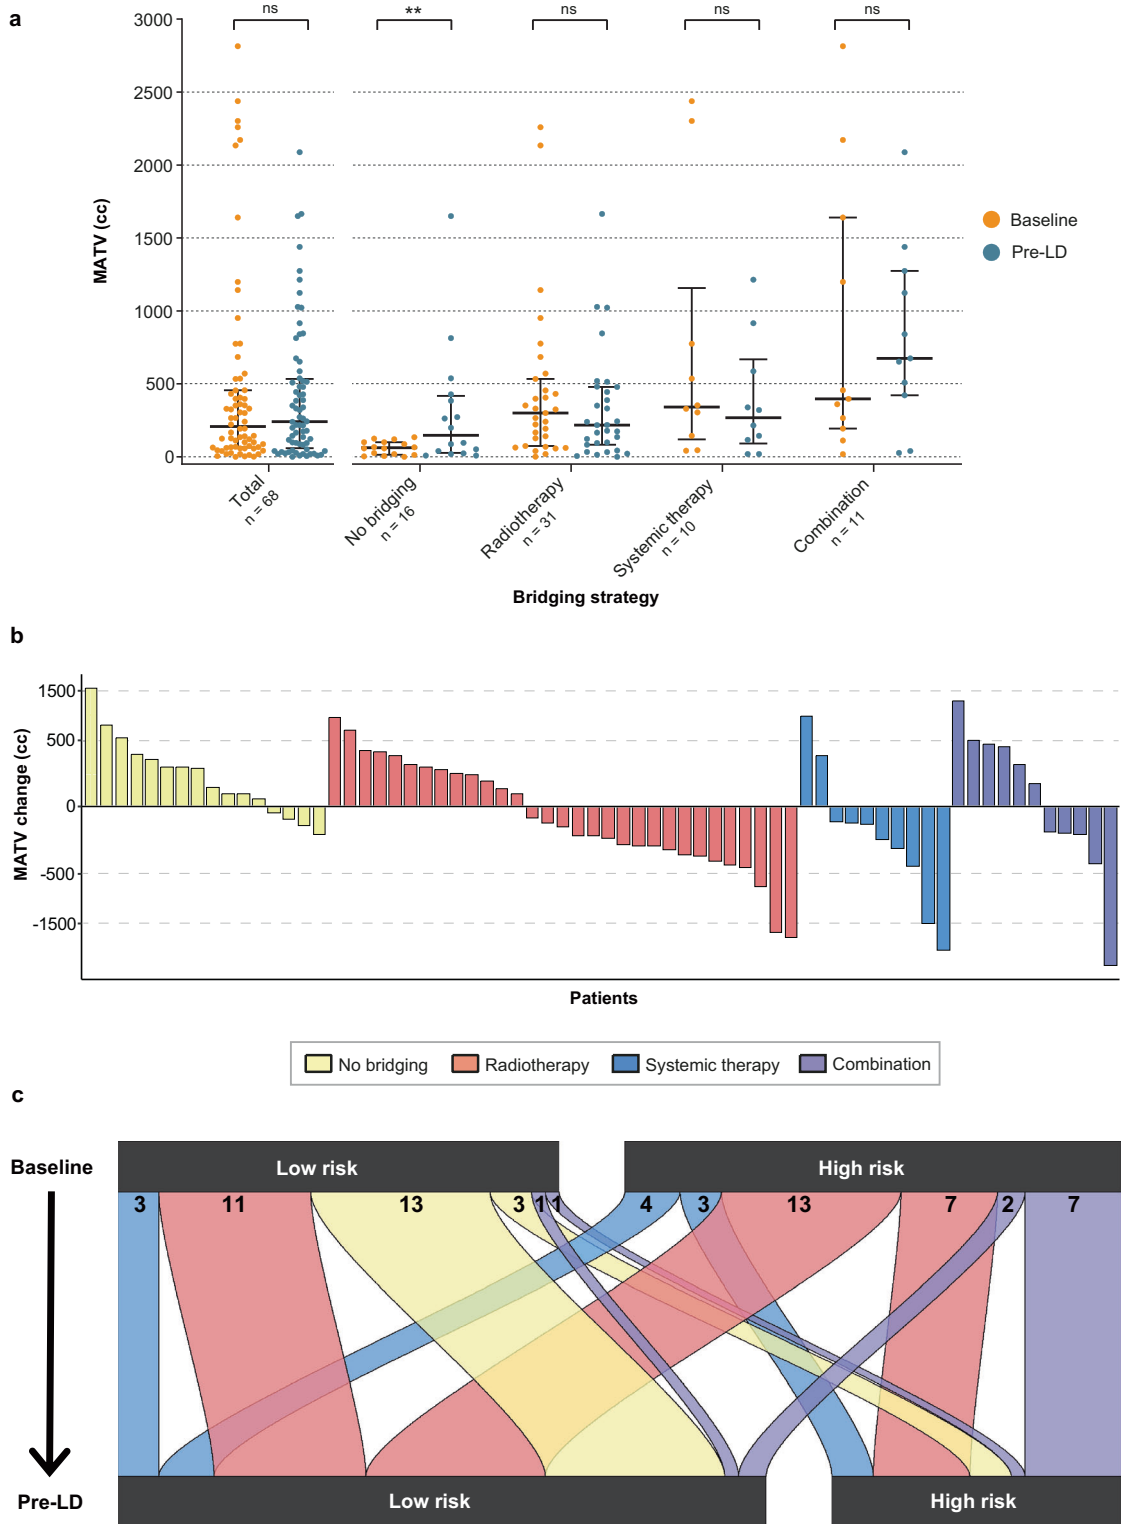 a
ns ** ns ns ns
3000
2500
2000
1500
1000
500
0
MATV (cc)
Baseline
Pre-LD
Total
n = 68
No bridging
n = 16
Radiotherapy
n = 31
Systemic therapy
n = 10
Combination
n = 11
Bridging strategy
b
1500
500
0
-500
-1500
MATV change (cc)
Patients
No bridging Radiotherapy Systemic therapy Combination
c
Baseline Low risk High risk
3 11 13 3 1 1 4 3 13 7 2 7
Pre-LD Low risk High risk